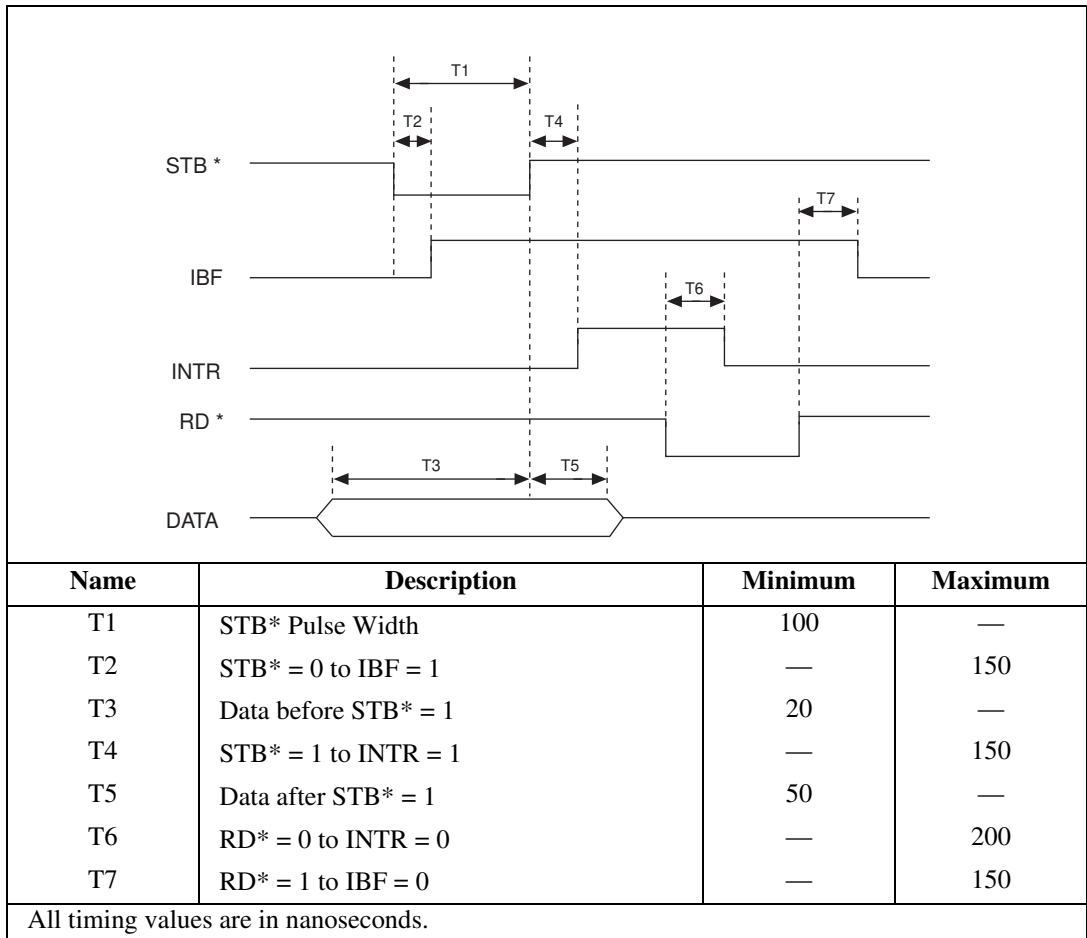 T1
T2 T4
STB *
T7
IBF
T6
INTR
RD *
T3 T5
DATA
Name Description Minimum Maximum
T1 STB* Pulse Width 100 —
T2 STB* = 0 to IBF = 1 — 150
T3 Data before STB* = 1 20 —
T4 STB* = 1 to INTR = 1 — 150
T5 Data after STB* = 1 50 —
T6 RD* = 0 to INTR = 0 — 200
T7 RD* = 1 to IBF = 0 — 150
All timing values are in nanoseconds.